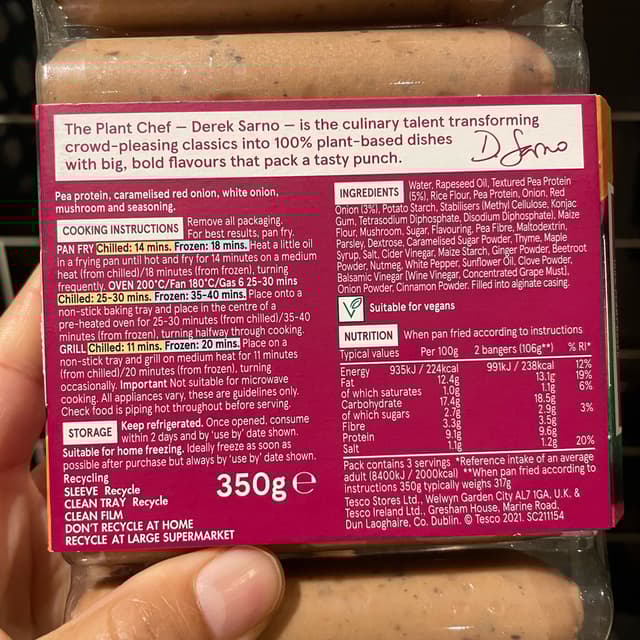 The Plant Chef – Derek Sarno – is the culinary talent transforming
crowd-pleasing classics into 100% plant-based dishes
with big, bold flavours that pack a tasty punch.
D. Sarno
Pea protein, caramelised red onion, white onion,
mushroom and seasoning.
COOKING INSTRUCTIONS Remove all packaging.
For best results, pan fry.
PAN FRY Chilled: 14 mins. Frozen: 18 mins. Heat a little oil
in a frying pan until hot and fry for 14 minutes on a medium
heat (from chilled)/18 minutes (from frozen), turning
frequently. OVEN 200°C/Fan 180°C/Gas 6 25-30 mins
Chilled: 25-30 mins. Frozen: 35-40 mins. Place onto a
non-stick baking tray and place in the centre of a
pre-heated oven for 25-30 minutes (from chilled)/35-40
minutes (from frozen), turning halfway through cooking.
GRILL Chilled: 11 mins. Frozen: 20 mins. Place on a
non-stick tray and grill on medium heat for 11 minutes
(from chilled)/20 minutes (from frozen), turning
occasionally. Important Not suitable for microwave
cooking. All appliances vary, these are guidelines only.
Check food is piping hot throughout before serving.
STORAGE Keep refrigerated. Once opened, consume
within 2 days and by 'use by' date shown.
Suitable for home freezing. Ideally freeze as soon as
possible after purchase but always by 'use by' date shown.
Recycling
SLEEVE Recycle
CLEAN TRAY Recycle
CLEAN FILM
DON'T RECYCLE AT HOME
RECYCLE AT LARGE SUPERMARKET
350g e
INGREDIENTS Water, Rapeseed Oil, Textured Pea Protein
(5%), Rice Flour, Pea Protein, Onion, Red
Onion (3%), Potato Starch, Stabilisers (Methyl Cellulose, Konjac
Gum, Tetrasodium Diphosphate, Disodium Diphosphate), Maize
Flour, Mushroom, Sugar, Flavouring, Pea Fibre, Maltodextrin,
Parsley, Dextrose, Caramelised Sugar Powder, Thyme, Maple
Syrup, Salt, Cider Vinegar, Maize Starch, Ginger Powder, Beetroot
Powder, Nutmeg, White Pepper, Sunflower Oil, Clove Powder,
Balsamic Vinegar [Wine Vinegar, Concentrated Grape Must],
Onion Powder, Cinnamon Powder. Filled into alginate casing.
Suitable for vegans
NUTRITION When pan fried according to instructions
Typical values Per 100g 2 bangers (106g**) % RI*
Energy 935kJ / 224kcal 991kJ / 238kcal 12%
Fat 12.4g 13.1g 19%
of which saturates 1.0g 1.1g 6%
Carbohydrate 17.4g 18.5g
of which sugars 2.7g 2.9g 3%
Fibre 3.3g 3.5g
Protein 9.1g 9.6g
Salt 1.1g 1.2g 20%
Pack contains 3 servings *Reference intake of an average
adult (8400kJ / 2000kcal) **When pan fried according to
instructions 350g typically weighs 317g
Tesco Stores Ltd., Welwyn Garden City AL7 1GA, U.K. &
Tesco Ireland Ltd., Gresham House, Marine Road,
Dun Laoghaire, Co. Dublin. © Tesco 2021. SC211154